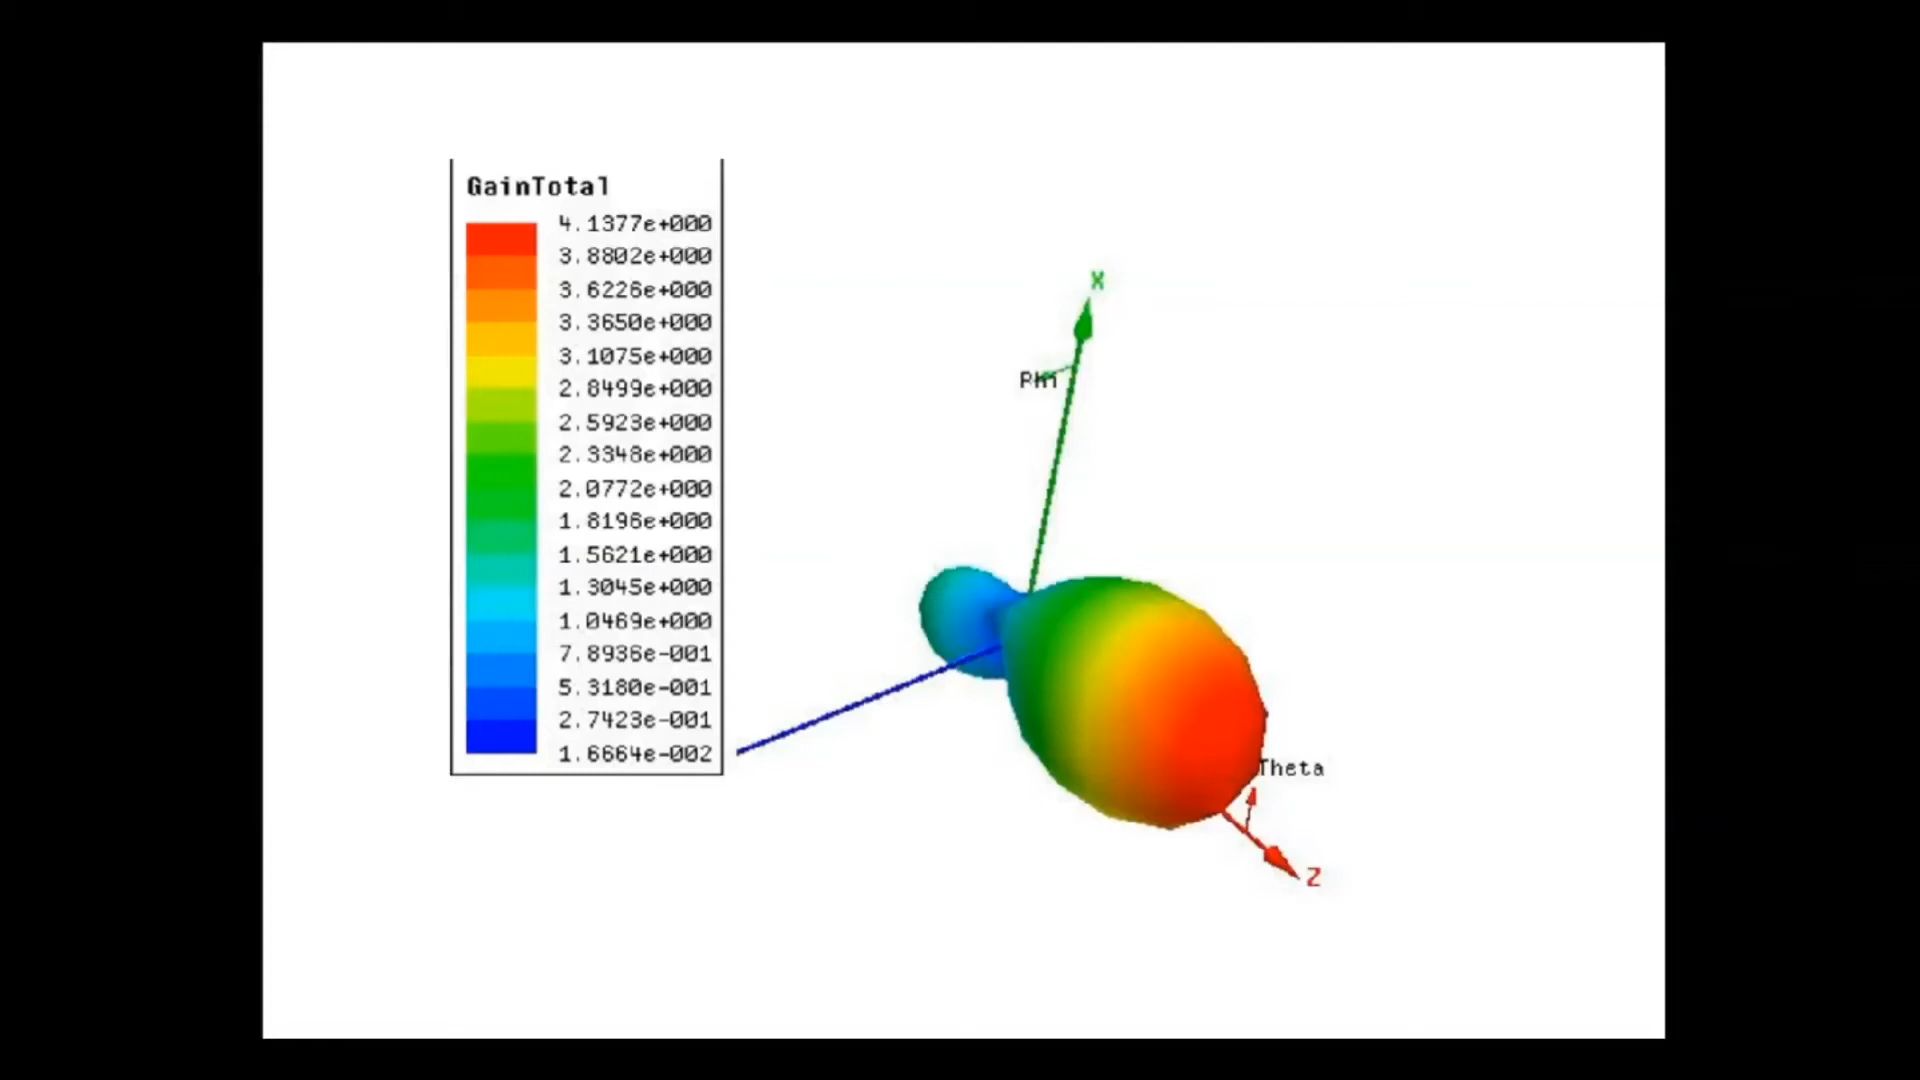 GainTotal
4.1377e+000
3.8802e+000
3.6226e+000
3.3650e+000
3.1075e+000
2.8499e+000
2.5923e+000
2.3348e+000
2.0772e+000
1.8196e+000
1.5621e+000
1.3045e+000
1.0469e+000
7.8936e-001
5.3180e-001
2.7423e-001
1.6664e-002
X
Phi
Theta
Z